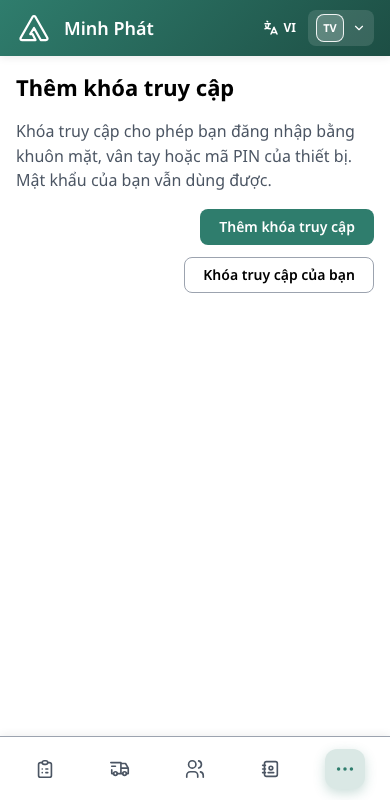 Minh Phát
VI
TV
Thêm khóa truy cập
Khóa truy cập cho phép bạn đăng nhập bằng
khuôn mặt, vân tay hoặc mã PIN của thiết bị.
Mật khẩu của bạn vẫn dùng được.
Thêm khóa truy cập
Khóa truy cập của bạn